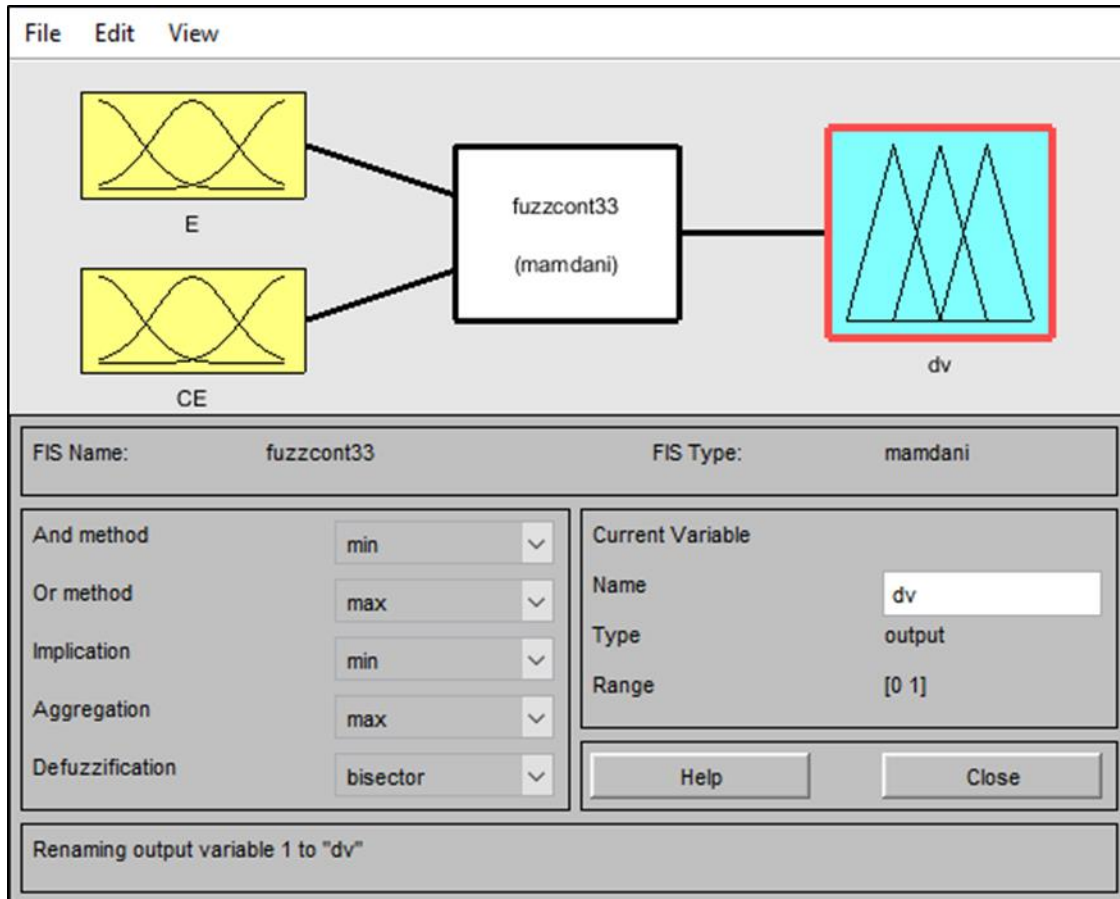 File Edit View
E
fuzzcont33
(mamdani)
CE
dv
FIS Name: fuzzcont33 FIS Type: mamdani
And method min
Or method max
Implication min
Aggregation max
Defuzzification bisector
Current Variable
Name dv
Type output
Range [0 1]
Help Close
Renaming output variable 1 to "dv"